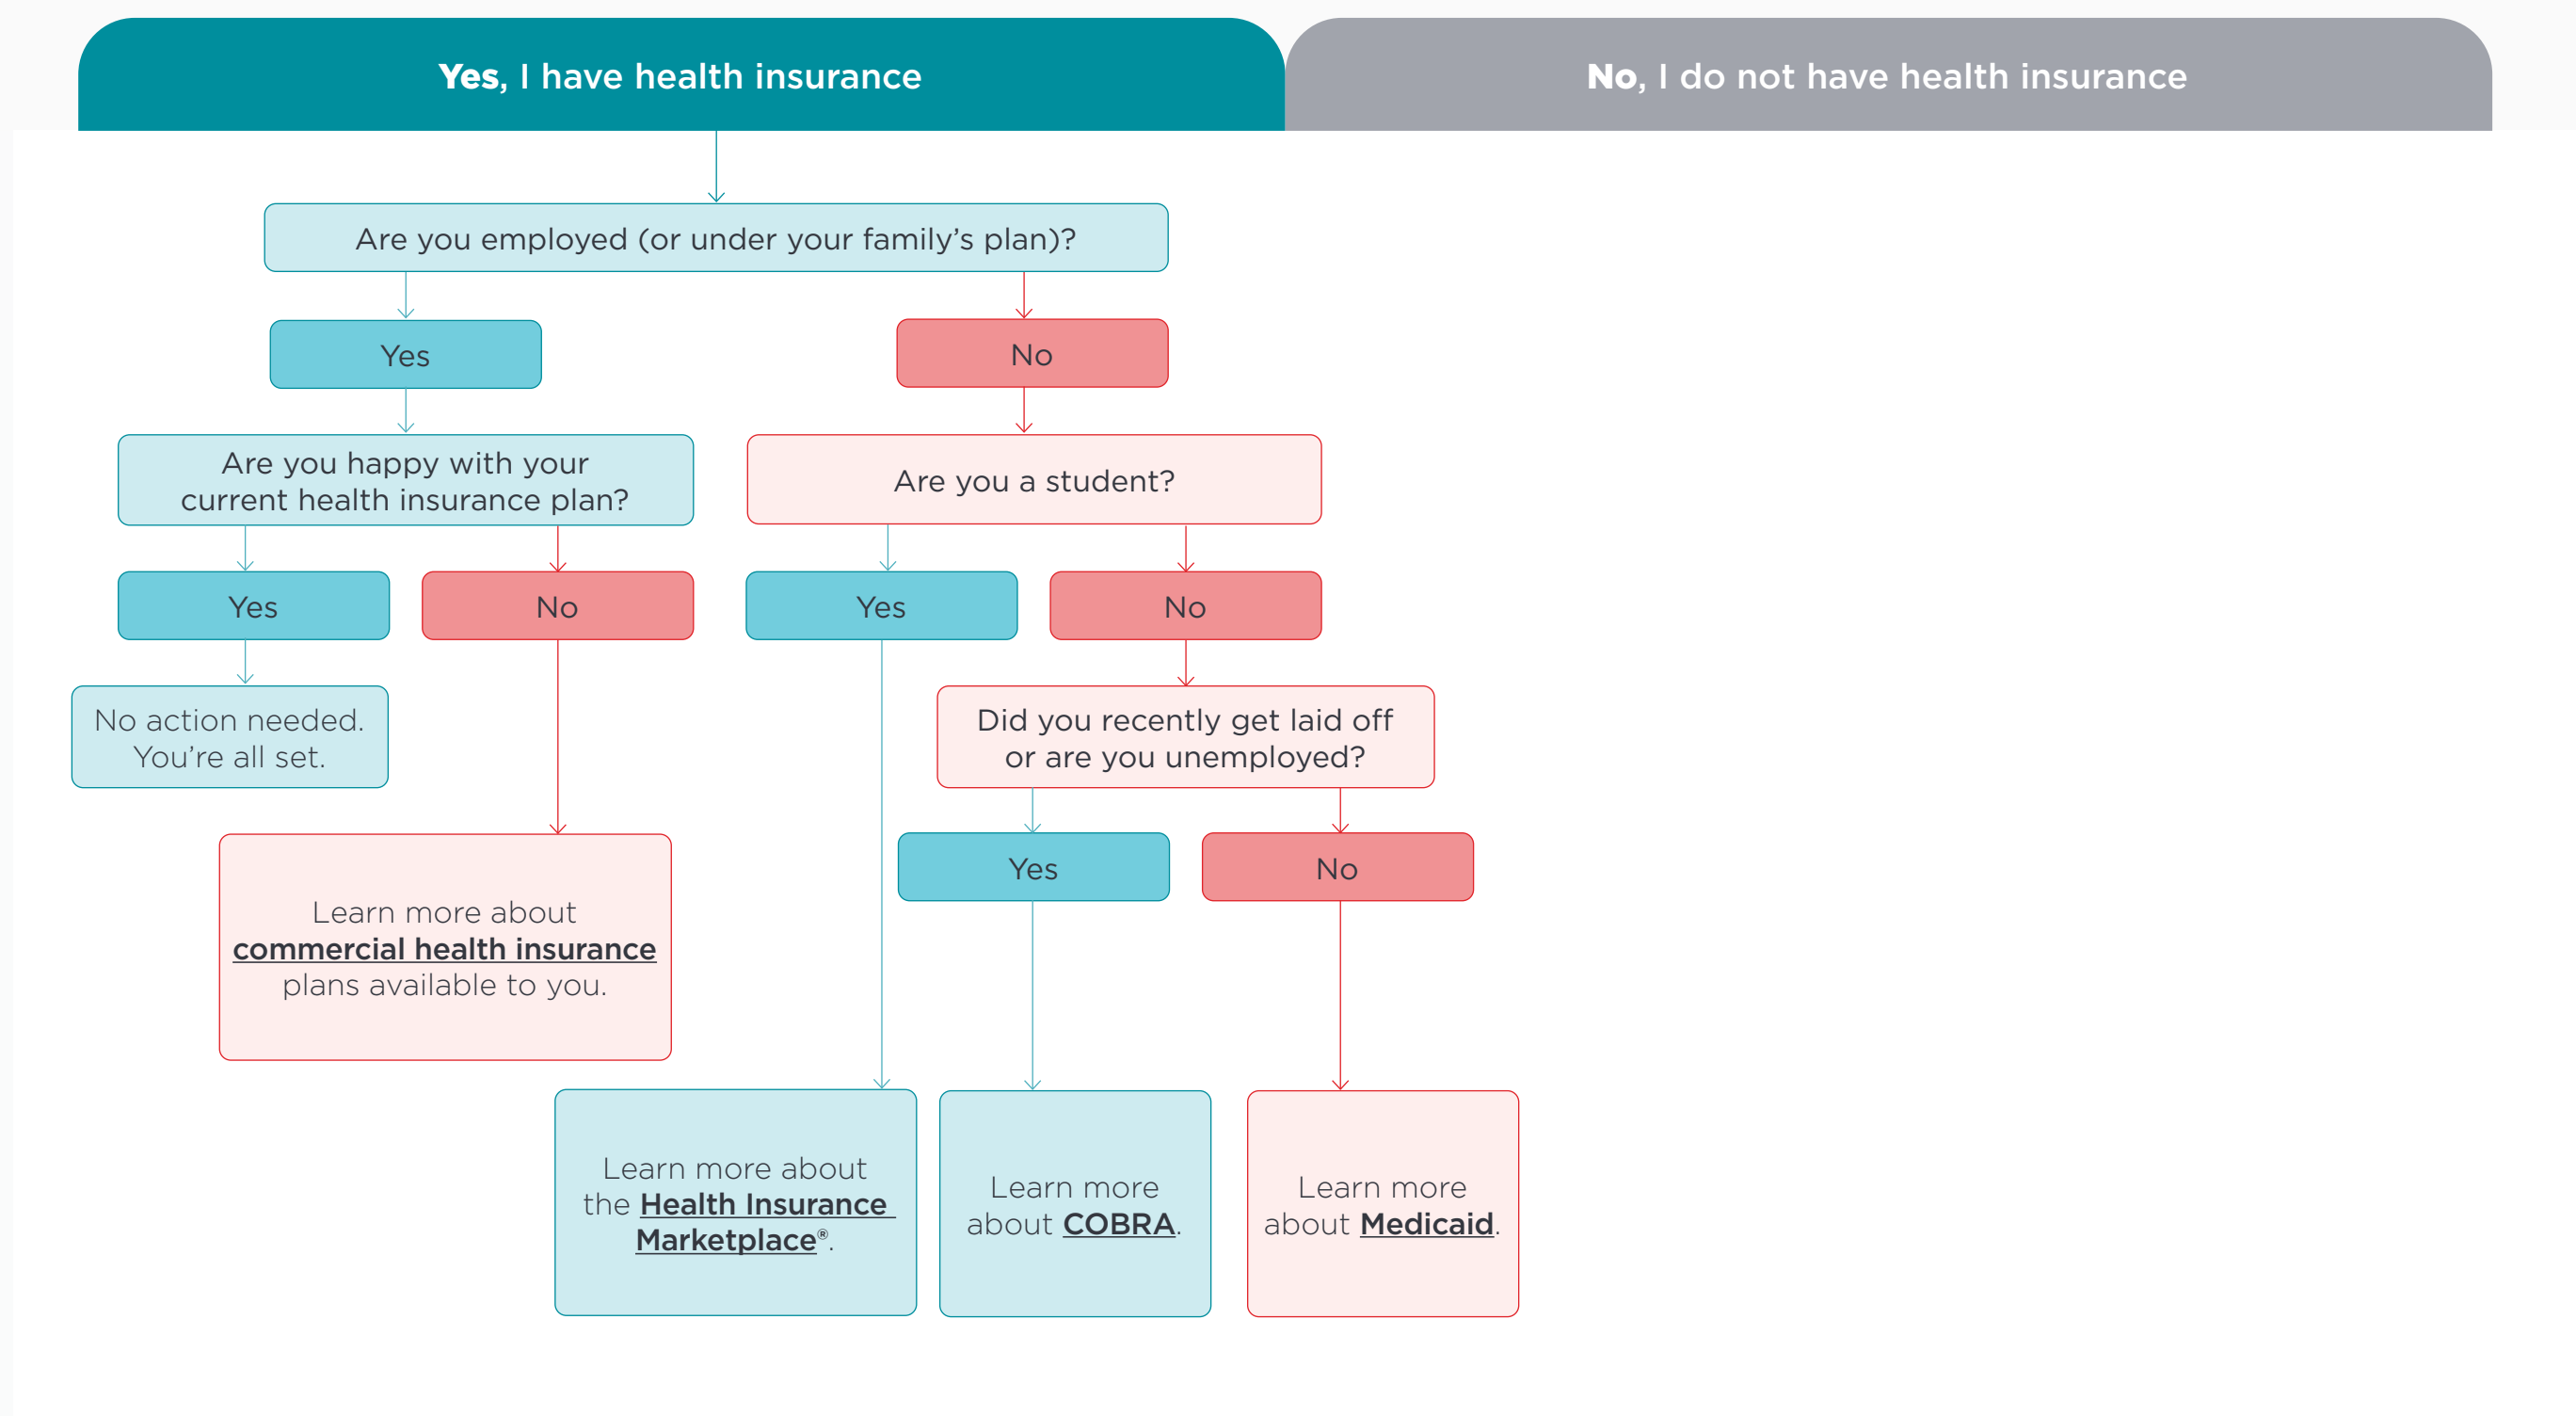 Yes, I have health insurance
No, I do not have health insurance
Are you employed (or under your family’s plan)?
Yes
No
Are you happy with your
current health insurance plan?
Are you a student?
Yes
No
Yes
No
No action needed.
You’re all set.
Did you recently get laid off
or are you unemployed?
Yes
No
Learn more about
commercial health insurance
plans available to you.
Learn more about
the Health Insurance
Marketplace®.
Learn more
about COBRA.
Learn more
about Medicaid.